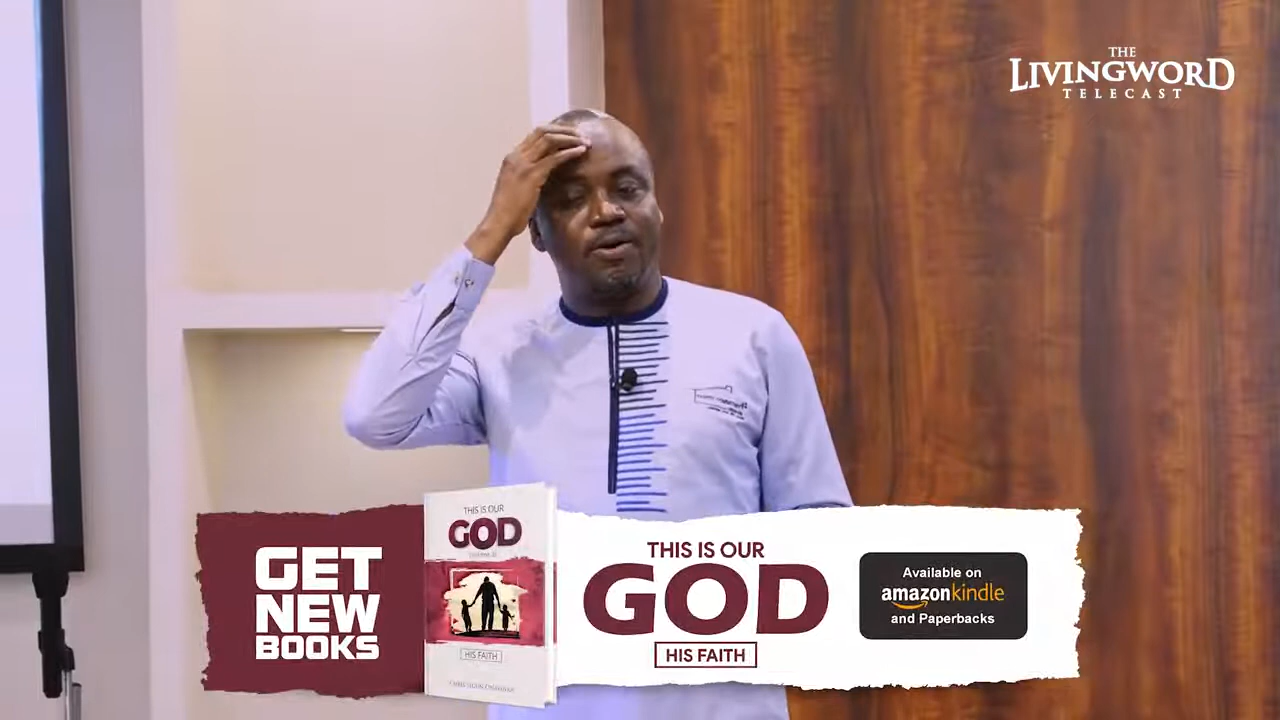 THE
LIVINGWORD
TELECAST
THIS IS OUR
GOD
HIS FAITH
GET
NEW
BOOKS
THIS IS OUR
GOD
HIS FAITH
Available on
amazonkindle
and Paperbacks